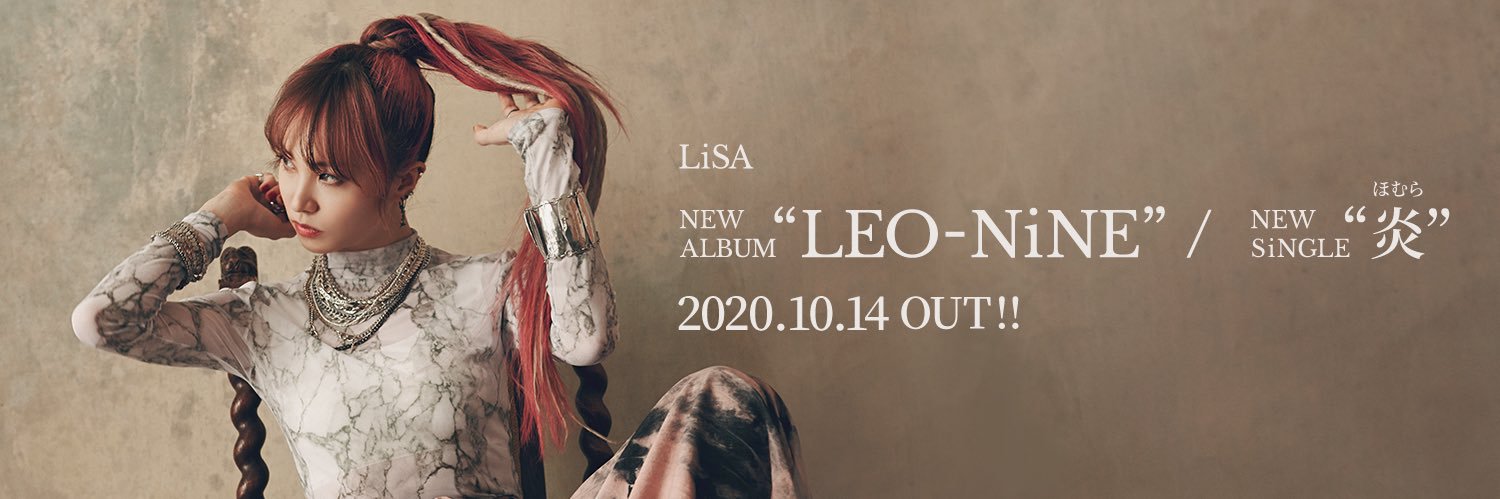 LiSA
NEW ALBUM “LEO-NiNE” / NEW SiNGLE “炎”
ほむら
2020.10.14 OUT!!